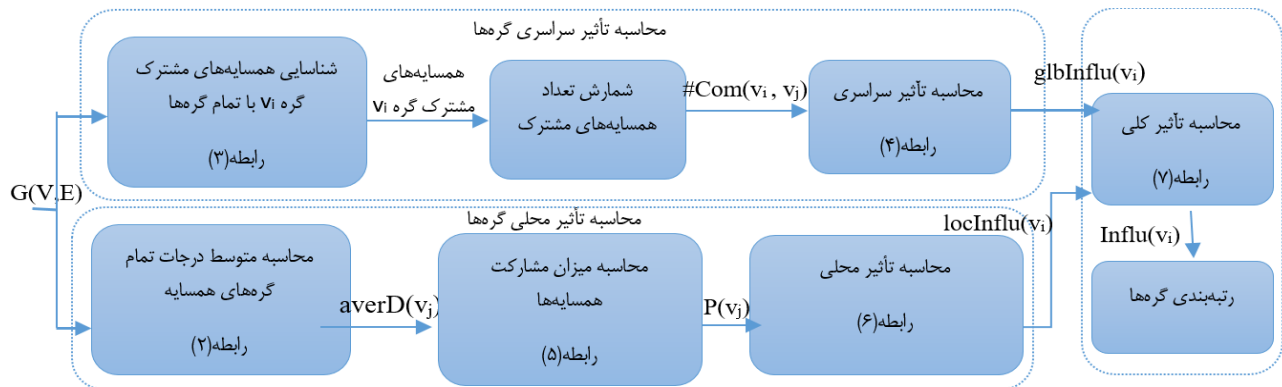 محاسبه تأثیر سراسری گره‌ها
شناسایی همسایه‌های مشترک
گره vi با تمام گره‌ها
رابطه(۳)
همسایه‌های
مشترک گره vi
شمارش تعداد
همسایه‌های مشترک
#Com(vi , vj)
محاسبه تأثیر سراسری
رابطه(۴)
glbInflu(vi)
محاسبه تأثیر کلی
رابطه(۷)
G(V,E)
محاسبه تأثیر محلی گره‌ها
محاسبه متوسط درجات تمام
گره‌های همسایه
رابطه(۲)
averD(vj)
محاسبه میزان مشارکت
همسایه‌ها
رابطه(۵)
P(vj)
محاسبه تأثیر محلی
رابطه(۶)
locInflu(vi)
Influ(vi)
رتبه‌بندی گره‌ها